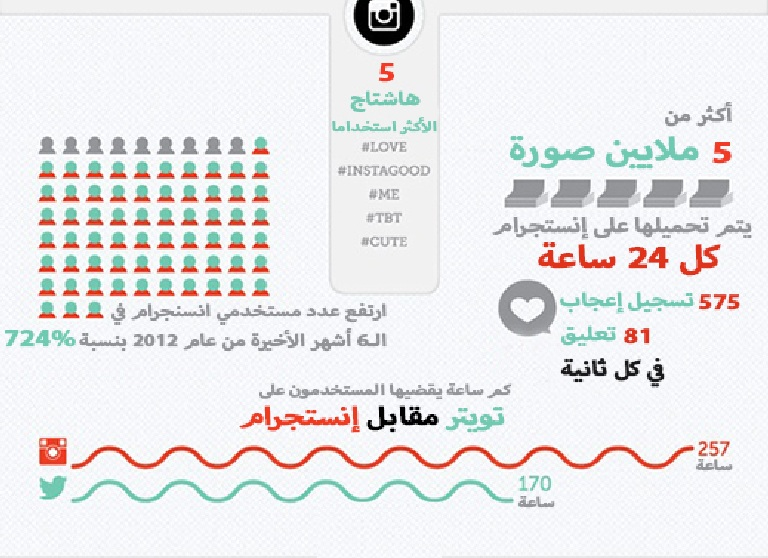 5
هاشتاج
الأكثر استخداما
#LOVE
#INSTAGOOD
#ME
#TBT
#CUTE
أكثر من
5 ملايين صورة
يتم تحميلها على إنستجرام
كل 24 ساعة
575 تسجيل إعجاب
81 تعليق
في كل ثانية
ارتفع عدد مستخدمي انستجرام في
الـ6 أشهر الأخيرة من عام 2012 بنسبة 724%
كم ساعة يقضيها المستخدمون على
تويتر مقابل إنستجرام
257
ساعة
170
ساعة